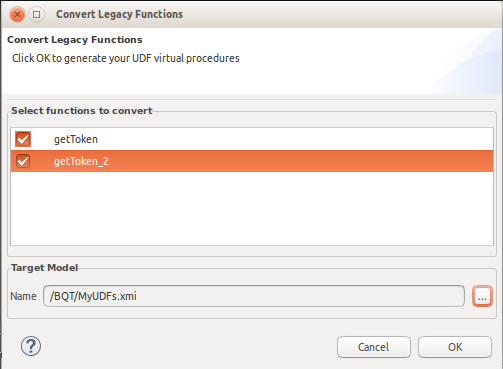 Convert Legacy Functions
Convert Legacy Functions
Click OK to generate your UDF virtual procedures
Select functions to convert
getToken
getToken_2
Target Model
Name /BQT/MyUDFs.xmi ...
? Cancel OK